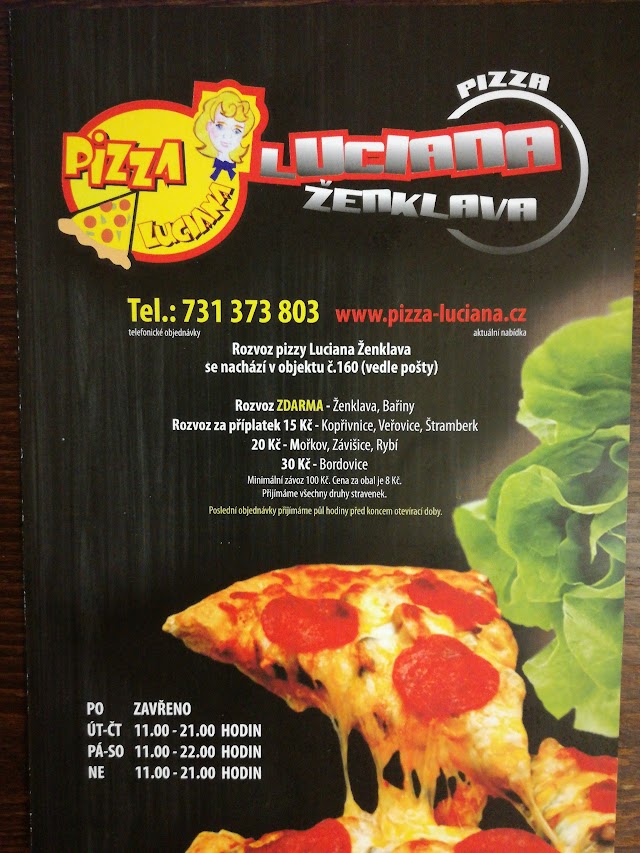 PIZZA
LUCIANA
PIZZA
LUCIANA
ŽENKLAVA
Tel.: 731 373 803 www.pizza-luciana.cz
telefonické objednávky aktuální nabídka
Rozvoz pizzy Luciana Ženklava
se nachází v objektu č.160 (vedle pošty)
Rozvoz ZDARMA - Ženklava, Bařiny
Rozvoz za příplatek 15 Kč - Kopřivnice, Veřovice, Štramberk
20 Kč - Mořkov, Závišice, Rybí
30 Kč - Bordovice
Minimální závoz 100 Kč. Cena za obal je 8 Kč.
Přijímáme všechny druhy stravenek.
Poslední objednávky přijímáme půl hodiny před koncem otevírací doby.
PO ZAVŘENO
ÚT-ČT 11.00 - 21.00 HODIN
PÁ-SO 11.00 - 22.00 HODIN
NE 11.00 - 21.00 HODIN